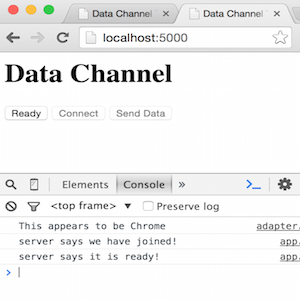 Data Channel
Data Channel
localhost:5000
Data Channel
Ready
Connect
Send Data
Elements
Console
»
<top frame>
Preserve log
This appears to be Chrome
adapter.
server says we have joined!
app.
server says it is ready!
app.
>